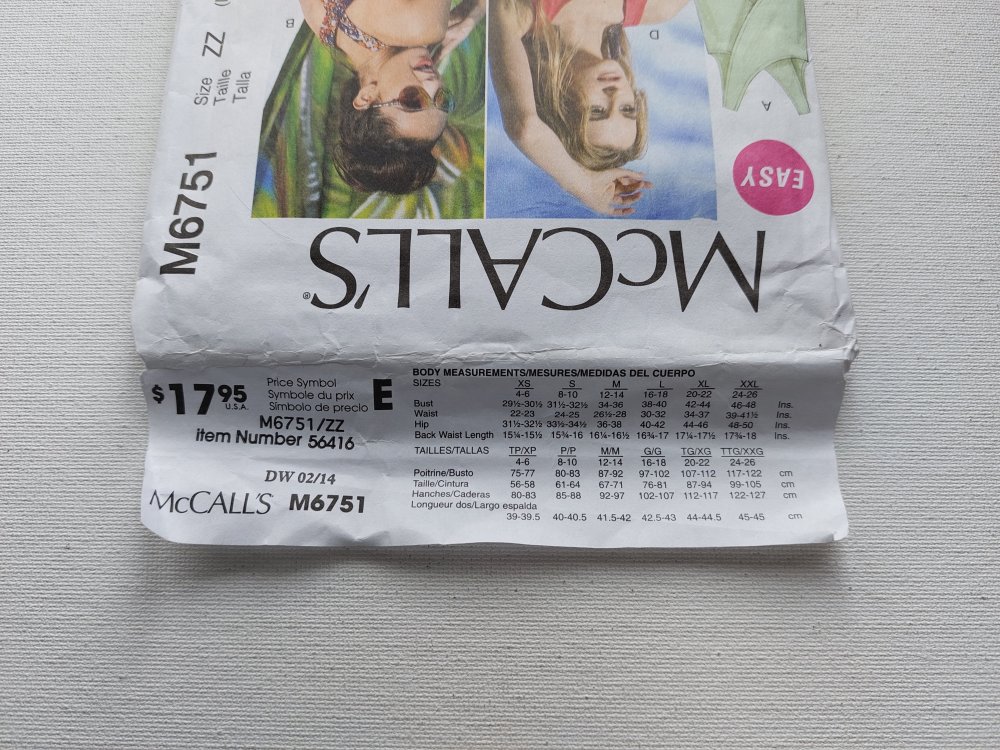 Size ZZ
Taille
Talla
M6751
B
D
A
EASY
McCALL'S®
$17.95 U.S.A.
Price Symbol
Symbole du prix
Simbolo de precio
E
M6751/ZZ
item Number 56416
DW 02/14
McCALL'S M6751
BODY MEASUREMENTS/MESURES/MEDIDAS DEL CUERPO
SIZES XS S M L XL XXL
4-6 8-10 12-14 16-18 20-22 24-26
Bust 29½-30½ 31½-32½ 34-36 38-40 42-44 46-48 Ins.
Waist 22-23 24-25 26½-28 30-32 34-37 39-41½ Ins.
Hip 31½-32½ 33½-34½ 36-38 40-42 44-46 48-50 Ins.
Back Waist Length 15¼-15½ 15¾-16 16¼-16½ 16¾-17 17¼-17½ 17¾-18 Ins.
TAILLES/TALLAS TP/XP P/P M/M G/G TG/XG TTG/XXG
4-6 8-10 12-14 16-18 20-22 24-26
Poitrine/Busto 75-77 80-83 87-92 97-102 107-112 117-122 cm
Taille/Cintura 56-58 61-64 67-71 76-81 87-94 99-105 cm
Hanches/Caderas 80-83 85-88 92-97 102-107 112-117 122-127 cm
Longueur dos/Largo espalda
39-39.5 40-40.5 41.5-42 42.5-43 44-44.5 45-45 cm